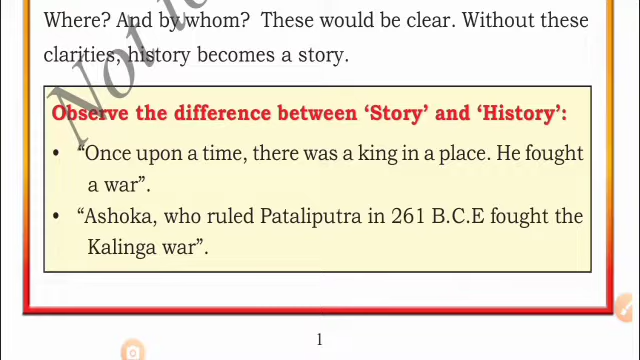 Where? And by whom? These would be clear. Without these
clarities, history becomes a story.
Not
Observe the difference between ‘Story’ and ‘History’:
• “Once upon a time, there was a king in a place. He fought
a war”.
• “Ashoka, who ruled Pataliputra in 261 B.C.E fought the
Kalinga war”.
1